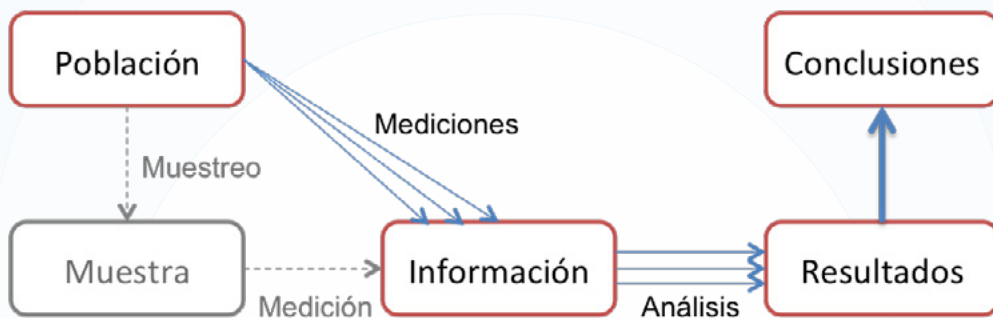 Población
Conclusiones
Mediciones
Muestreo
Muestra
Información
Resultados
Medición
Análisis